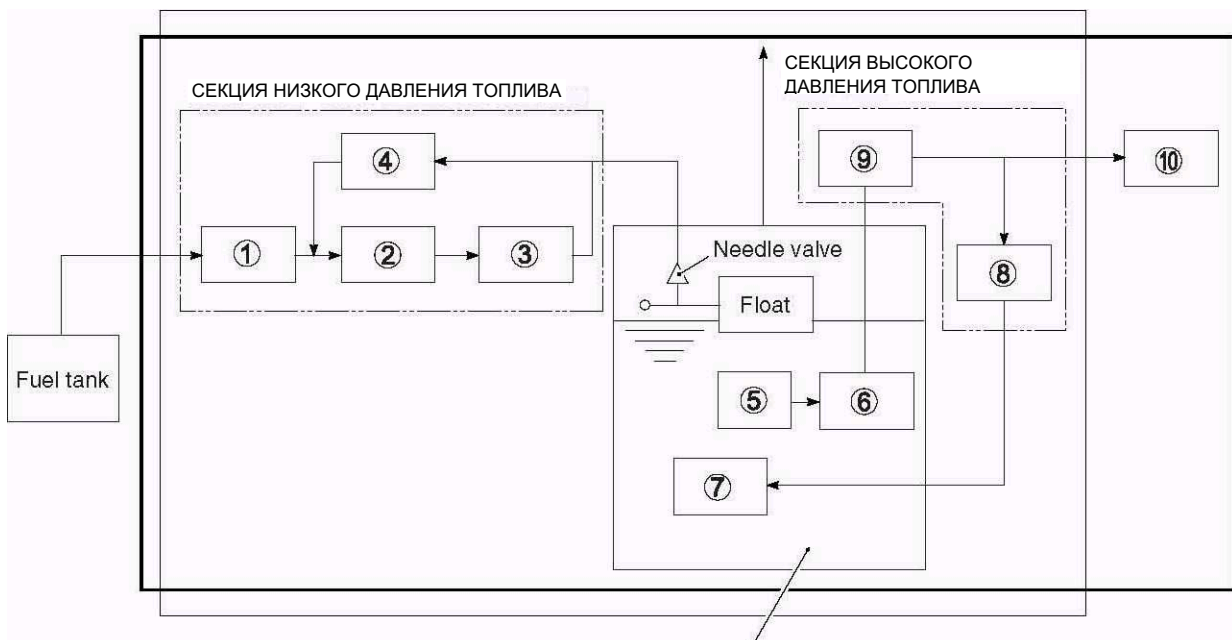 СЕКЦИЯ НИЗКОГО ДАВЛЕНИЯ ТОПЛИВА
СЕКЦИЯ ВЫСОКОГО
ДАВЛЕНИЯ ТОПЛИВА
④
⑨
⑩
①
②
③
Needle valve
⑧
Float
Fuel tank
⑤
⑥
⑦